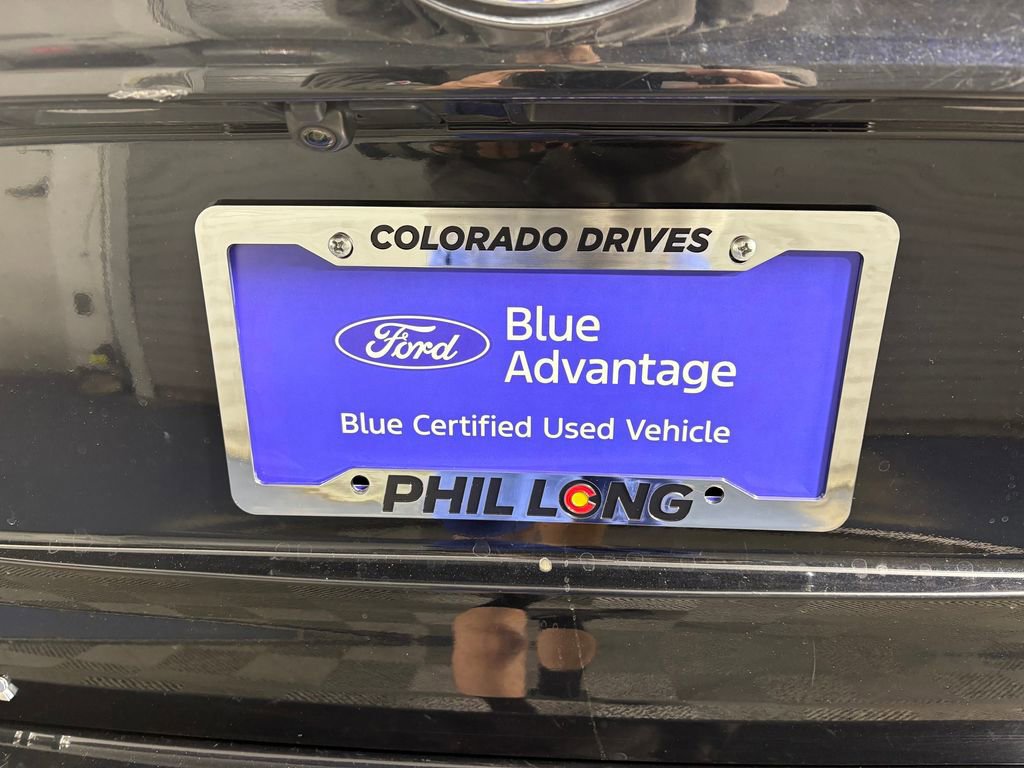 COLORADO DRIVES
Ford
Blue
Advantage
Blue Certified Used Vehicle
PHIL LONG